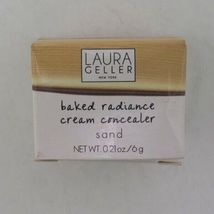 LAURA
GELLER
NEW YORK
baked radiance
cream concealer
sand
NET WT. 0.21oz/6g